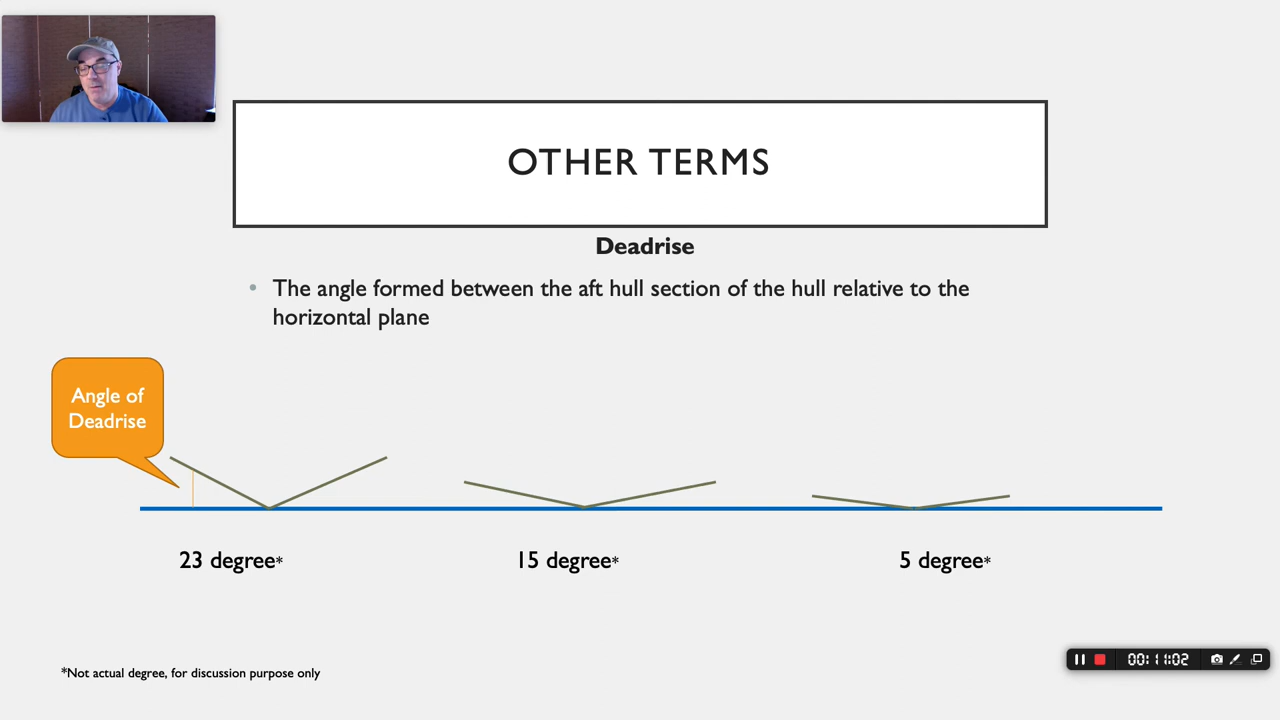 OTHER TERMS
Deadrise
• The angle formed between the aft hull section of the hull relative to the
horizontal plane
Angle of
Deadrise
23 degree*
15 degree*
5 degree*
*Not actual degree, for discussion purpose only
00:11:02